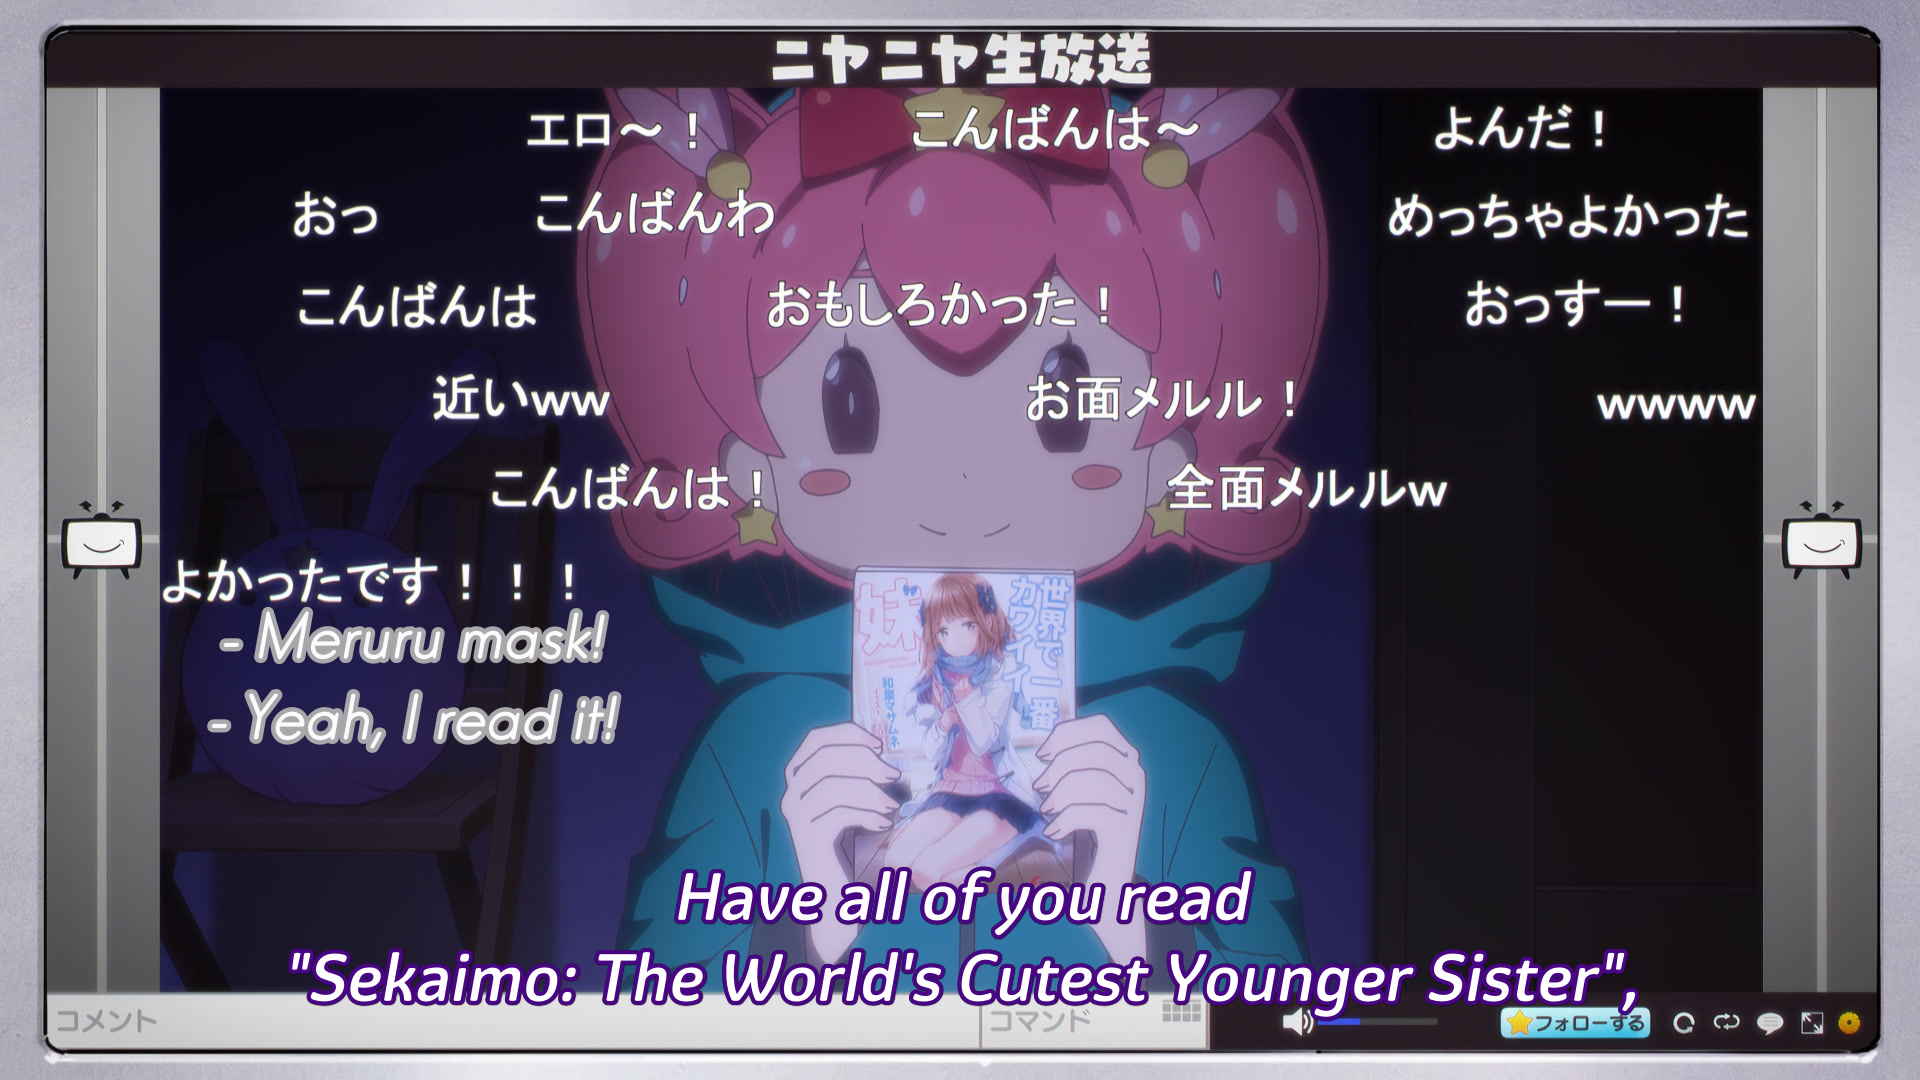 ニヤニヤ生放送
エロ～！
こんばんは～
よんだ！
おっ
こんばんわ
めっちゃよかった
こんばんは
おもしろかった！
おっすー！
近いww
お面メルル！
wwww
こんばんは！
全面メルルw
よかったです！！！
- Meruru mask!
- Yeah, I read it!
世界で一番
カワイイ
妹
和泉マサムネ
Have all of you read
"Sekaimo: The World's Cutest Younger Sister",
コメント
コマンド
フォローする